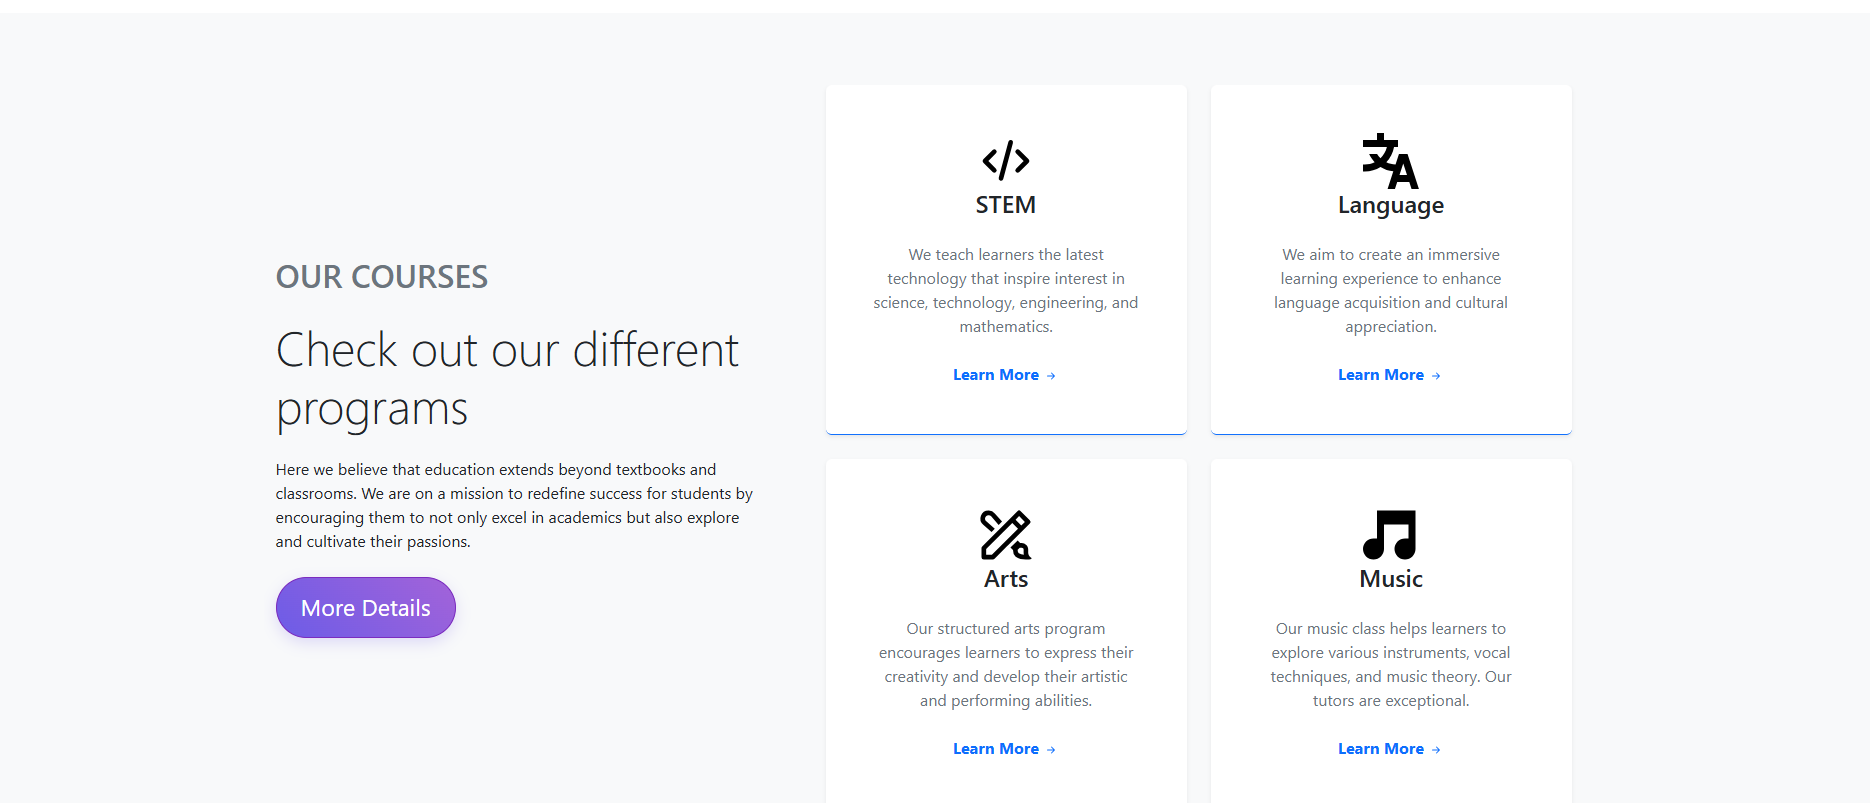 OUR COURSES
Check out our different
programs
Here we believe that education extends beyond textbooks and
classrooms. We are on a mission to redefine success for students by
encouraging them to not only excel in academics but also explore
and cultivate their passions.
More Details
STEM
We teach learners the latest
technology that inspire interest in
science, technology, engineering, and
mathematics.
Learn More →
Language
We aim to create an immersive
learning experience to enhance
language acquisition and cultural
appreciation.
Learn More →
Arts
Our structured arts program
encourages learners to express their
creativity and develop their artistic
and performing abilities.
Learn More →
Music
Our music class helps learners to
explore various instruments, vocal
techniques, and music theory. Our
tutors are exceptional.
Learn More →